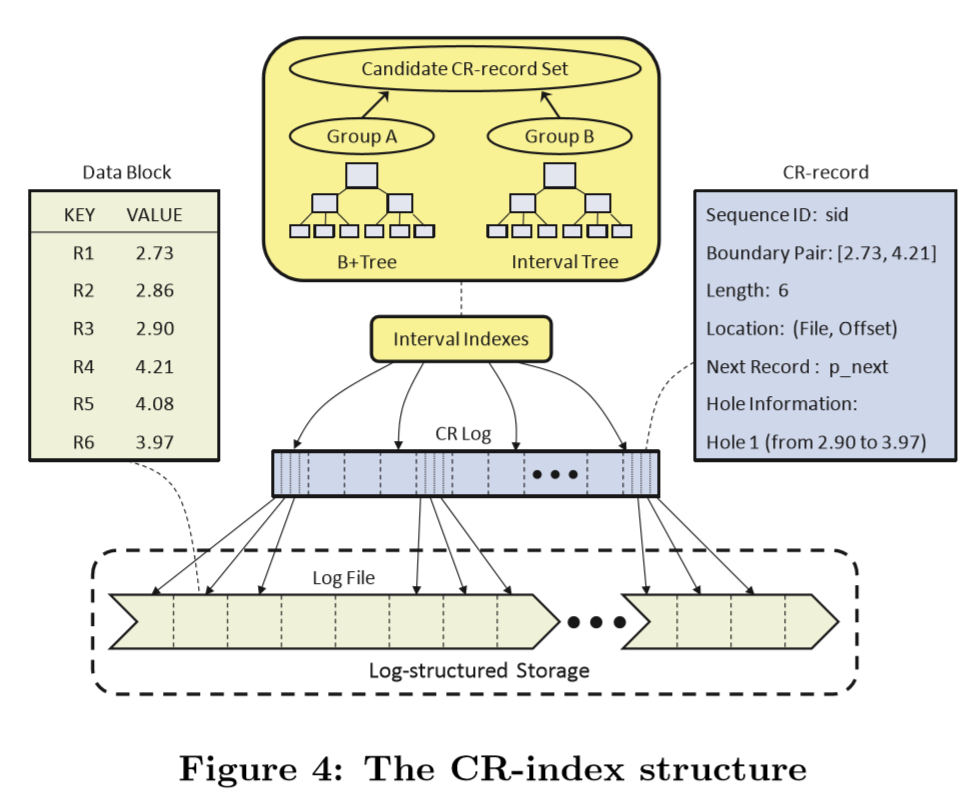 Candidate CR-record Set
Group A
Group B
B+Tree
Interval Tree
Data Block
KEY VALUE
R1 2.73
R2 2.86
R3 2.90
R4 4.21
R5 4.08
R6 3.97
CR-record
Sequence ID: sid
Boundary Pair: [2.73, 4.21]
Length: 6
Location: (File, Offset)
Next Record : p_next
Hole Information:
Hole 1 (from 2.90 to 3.97)
Interval Indexes
CR Log
Log File
Log-structured Storage
Figure 4: The CR-index structure